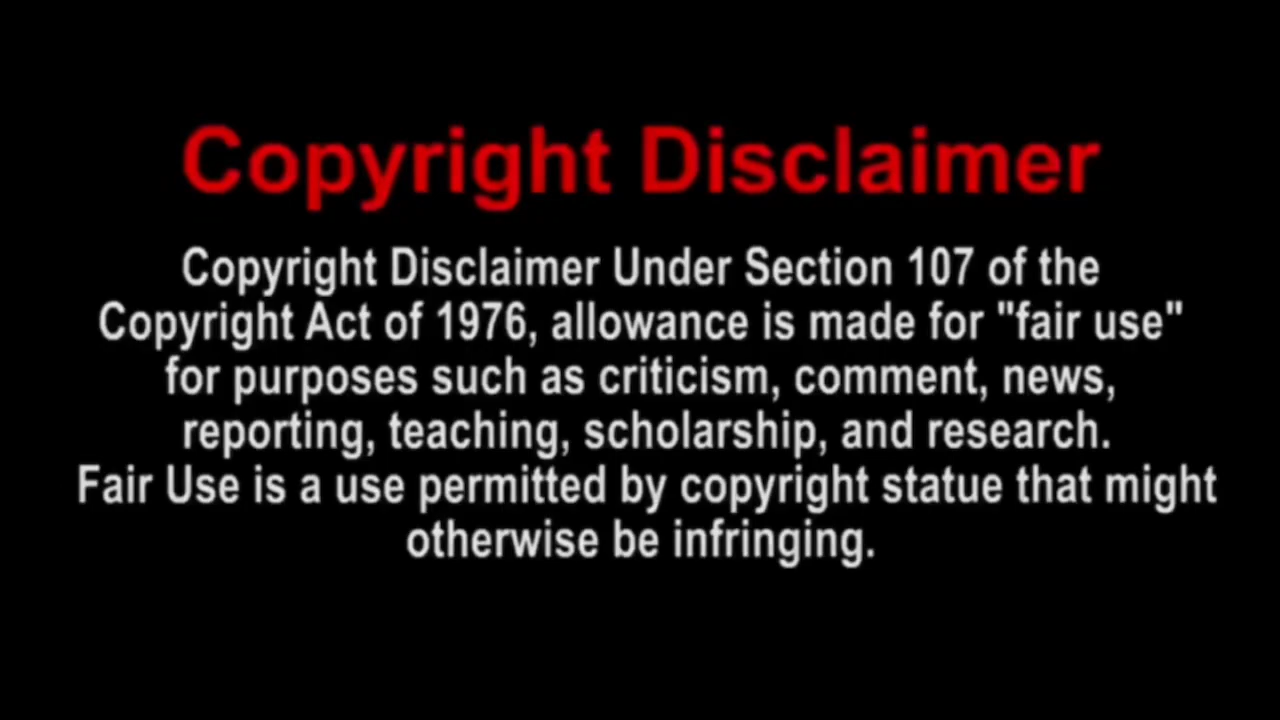 Copyright Disclaimer
Copyright Disclaimer Under Section 107 of the
Copyright Act of 1976, allowance is made for "fair use"
for purposes such as criticism, comment, news,
reporting, teaching, scholarship, and research.
Fair Use is a use permitted by copyright statue that might
otherwise be infringing.